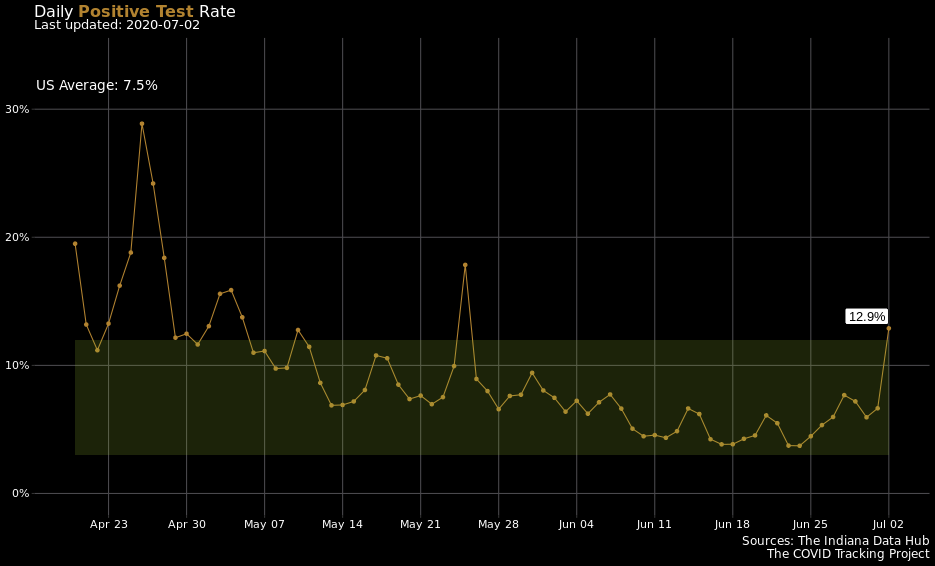 Daily Positive Test Rate
Last updated: 2020-07-02
US Average: 7.5%
30%
20%
12.9%
10%
0%
Apr 23 Apr 30 May 07 May 14 May 21 May 28 Jun 04 Jun 11 Jun 18 Jun 25 Jul 02
Sources: The Indiana Data Hub
The COVID Tracking Project